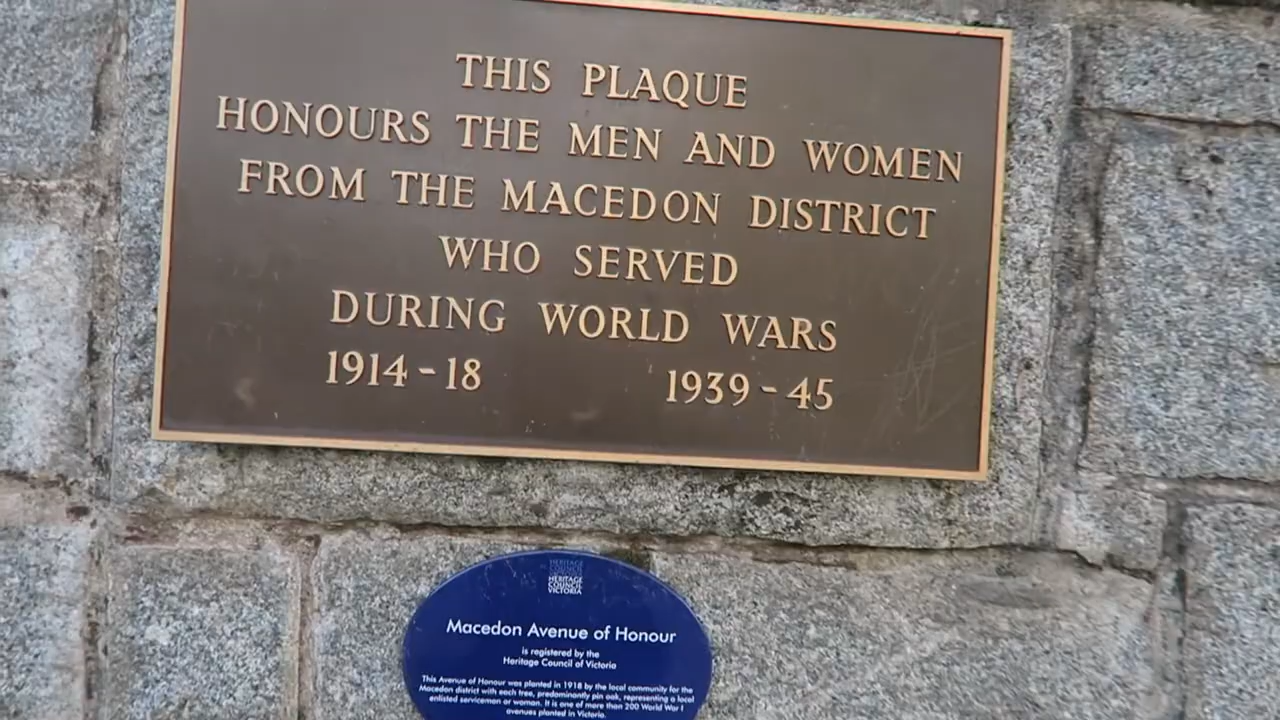 THIS PLAQUE
HONOURS THE MEN AND WOMEN
FROM THE MACEDON DISTRICT
WHO SERVED
DURING WORLD WARS
1914-18 1939-45
HERITAGE
COUNCIL
VICTORIA
Macedon Avenue of Honour
is registered by the
Heritage Council of Victoria
This Avenue of Honour was planted in 1918 by the local community for the
Macedon district with each tree, predominantly pin oak, representing a local
enlisted serviceman or woman. It is one of more than 200 World War I
avenues planted in Victoria.